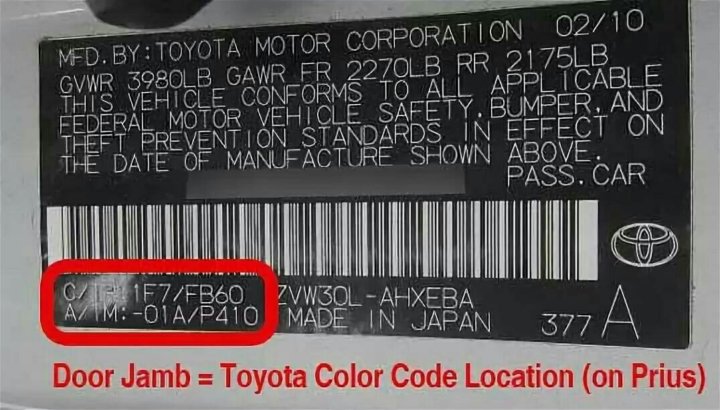 MFD. BY: TOYOTA MOTOR CORPORATION 02/10
GVWR 3980LB GAWR FR 2270LB RR 2175LB
THIS VEHICLE CONFORMS TO ALL APPLICABLE
FEDERAL MOTOR VEHICLE SAFETY, BUMPER, AND
THEFT PREVENTION STANDARDS IN EFFECT ON
THE DATE OF MANUFACTURE SHOWN ABOVE.
PASS. CAR
C/TR: 1F7/FB60 ZVW30L-AHXEBA
A/TM: -01A/P410 MADE IN JAPAN 377 A
Door Jamb = Toyota Color Code Location (on Prius)